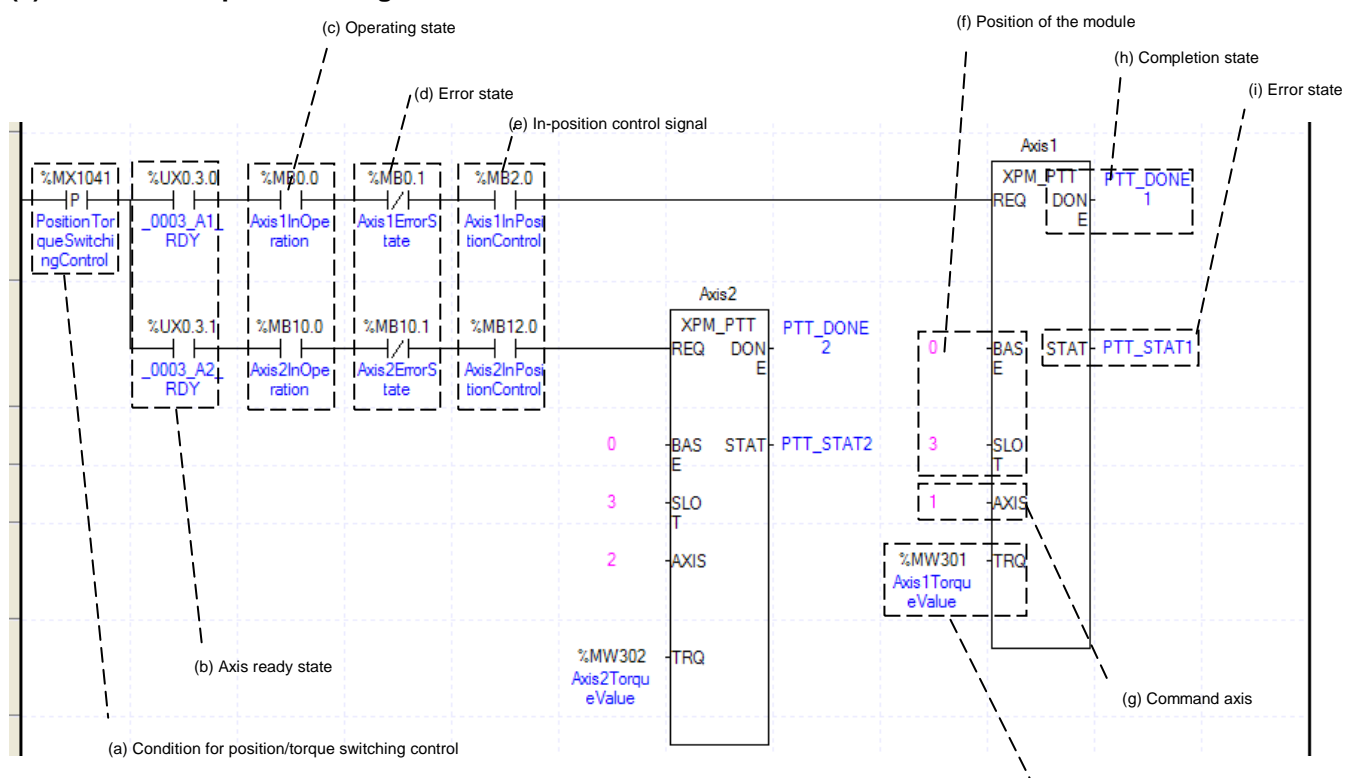 (c) Operating state
(f) Position of the module
(h) Completion state
(d) Error state
(i) Error state
(e) In-position control signal
Axis1
%MX1041
P
PositionTor
queSwitchi
ngControl
%UX0.3.0
_0003_A1_
RDY
%MB0.0
Axis1InOpe
ration
%MB0.1
Axis1ErrorS
tate
%MB2.0
Axis1InPosi
tionControl
XPM_PTT
REQ
DON
E
PTT_DONE
1
Axis2
%UX0.3.1
_0003_A2_
RDY
%MB10.0
Axis2InOpe
ration
%MB10.1
Axis2ErrorS
tate
%MB12.0
Axis2InPosi
tionControl
XPM_PTT
REQ
DON
E
PTT_DONE
2
0
BAS
E
STAT
PTT_STAT1
0
BAS
E
STAT
PTT_STAT2
3
SLO
T
3
SLO
T
1
AXIS
2
AXIS
%MW301
Axis1Torqu
eValue
TRQ
%MW302
Axis2Torqu
eValue
TRQ
(b) Axis ready state
(g) Command axis
(a) Condition for position/torque switching control